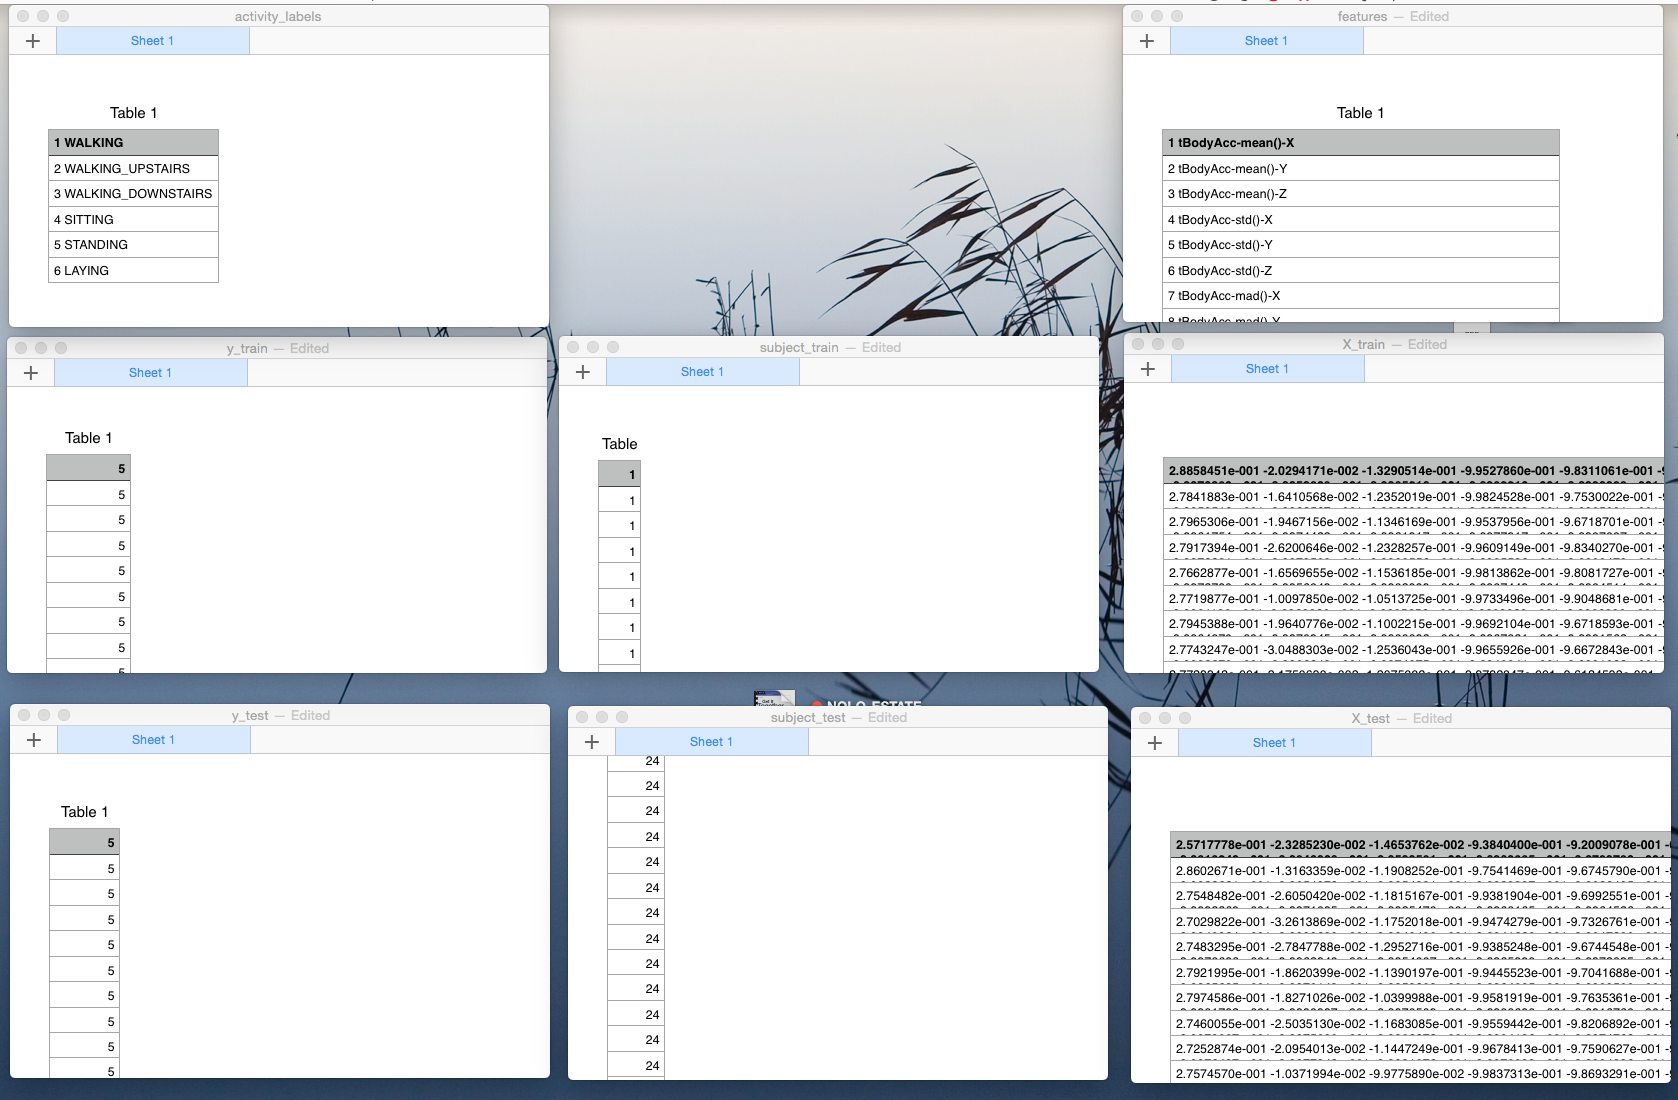 activity_labels
Sheet 1
Table 1
1 WALKING
2 WALKING_UPSTAIRS
3 WALKING_DOWNSTAIRS
4 SITTING
5 STANDING
6 LAYING
features — Edited
Sheet 1
Table 1
1 tBodyAcc-mean()-X
2 tBodyAcc-mean()-Y
3 tBodyAcc-mean()-Z
4 tBodyAcc-std()-X
5 tBodyAcc-std()-Y
6 tBodyAcc-std()-Z
7 tBodyAcc-mad()-X
8 tBodyAcc-mad()-Y
y_train — Edited
Sheet 1
Table 1
5
5
5
5
5
5
5
5
5
subject_train — Edited
Sheet 1
Table
1
1
1
1
1
1
1
1
X_train — Edited
Sheet 1
2.8858451e-001 -2.0294171e-002 -1.3290514e-001 -9.9527860e-001 -9.8311061e-001
2.7841883e-001 -1.6410568e-002 -1.2352019e-001 -9.9824528e-001 -9.7530022e-001
2.7965306e-001 -1.9467156e-002 -1.1346169e-001 -9.9537956e-001 -9.6718701e-001
2.7917394e-001 -2.6200646e-002 -1.2328257e-001 -9.9609149e-001 -9.8340270e-001
2.7662877e-001 -1.6569655e-002 -1.1536185e-001 -9.9813862e-001 -9.8081727e-001
2.7719877e-001 -1.0097850e-002 -1.0513725e-001 -9.9733496e-001 -9.9048681e-001
2.7945388e-001 -1.9640776e-002 -1.1002215e-001 -9.9692104e-001 -9.6718593e-001
2.7743247e-001 -3.0488303e-002 -1.2536043e-001 -9.9655926e-001 -9.6672843e-001
NOLO_ESTATE
y_test — Edited
Sheet 1
Table 1
5
5
5
5
5
5
5
5
5
5
subject_test — Edited
Sheet 1
24
24
24
24
24
24
24
24
24
24
24
24
24
X_test — Edited
Sheet 1
2.5717778e-001 -2.3285230e-002 -1.4653762e-002 -9.3840400e-001 -9.2009078e-001
2.8602671e-001 -1.3163359e-002 -1.1908252e-001 -9.7541469e-001 -9.6745790e-001
2.7548482e-001 -2.6050420e-002 -1.1815167e-001 -9.9381904e-001 -9.6992551e-001
2.7029822e-001 -3.2613869e-002 -1.1752018e-001 -9.9474279e-001 -9.7326761e-001
2.7483295e-001 -2.7847788e-002 -1.2952716e-001 -9.9385248e-001 -9.6744548e-001
2.7921995e-001 -1.8620399e-002 -1.1390197e-001 -9.9445523e-001 -9.7041688e-001
2.7974586e-001 -1.8271026e-002 -1.0399988e-001 -9.9581919e-001 -9.7635361e-001
2.7460055e-001 -2.5035130e-002 -1.1683085e-001 -9.9559442e-001 -9.8206892e-001
2.7252874e-001 -2.0954013e-002 -1.1447249e-001 -9.9678413e-001 -9.7590627e-001
2.7574570e-001 -1.0371994e-002 -9.9775890e-002 -9.9837313e-001 -9.8693291e-001